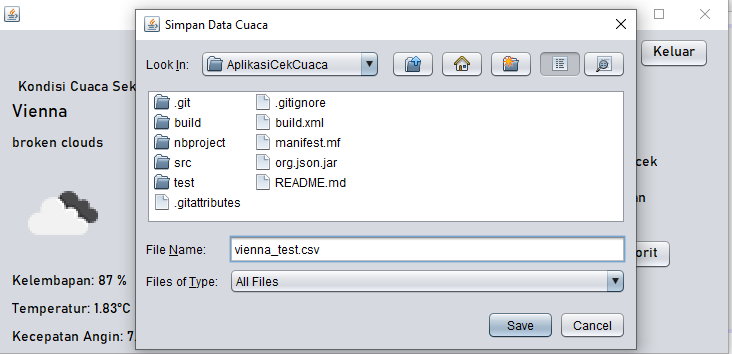 Simpan Data Cuaca
Look In: AplikasiCekCuaca
.git
build
nbproject
src
test
.gitattributes
.gitignore
build.xml
manifest.mf
org.json.jar
README.md
File Name: vienna_test.csv
Files of Type: All Files
Save Cancel
Keluar
Kondisi Cuaca Sek
Vienna
broken clouds
Kelembapan: 87 %
Temperatur: 1.83°C
Kecepatan Angin: 7.
cek
an
orit